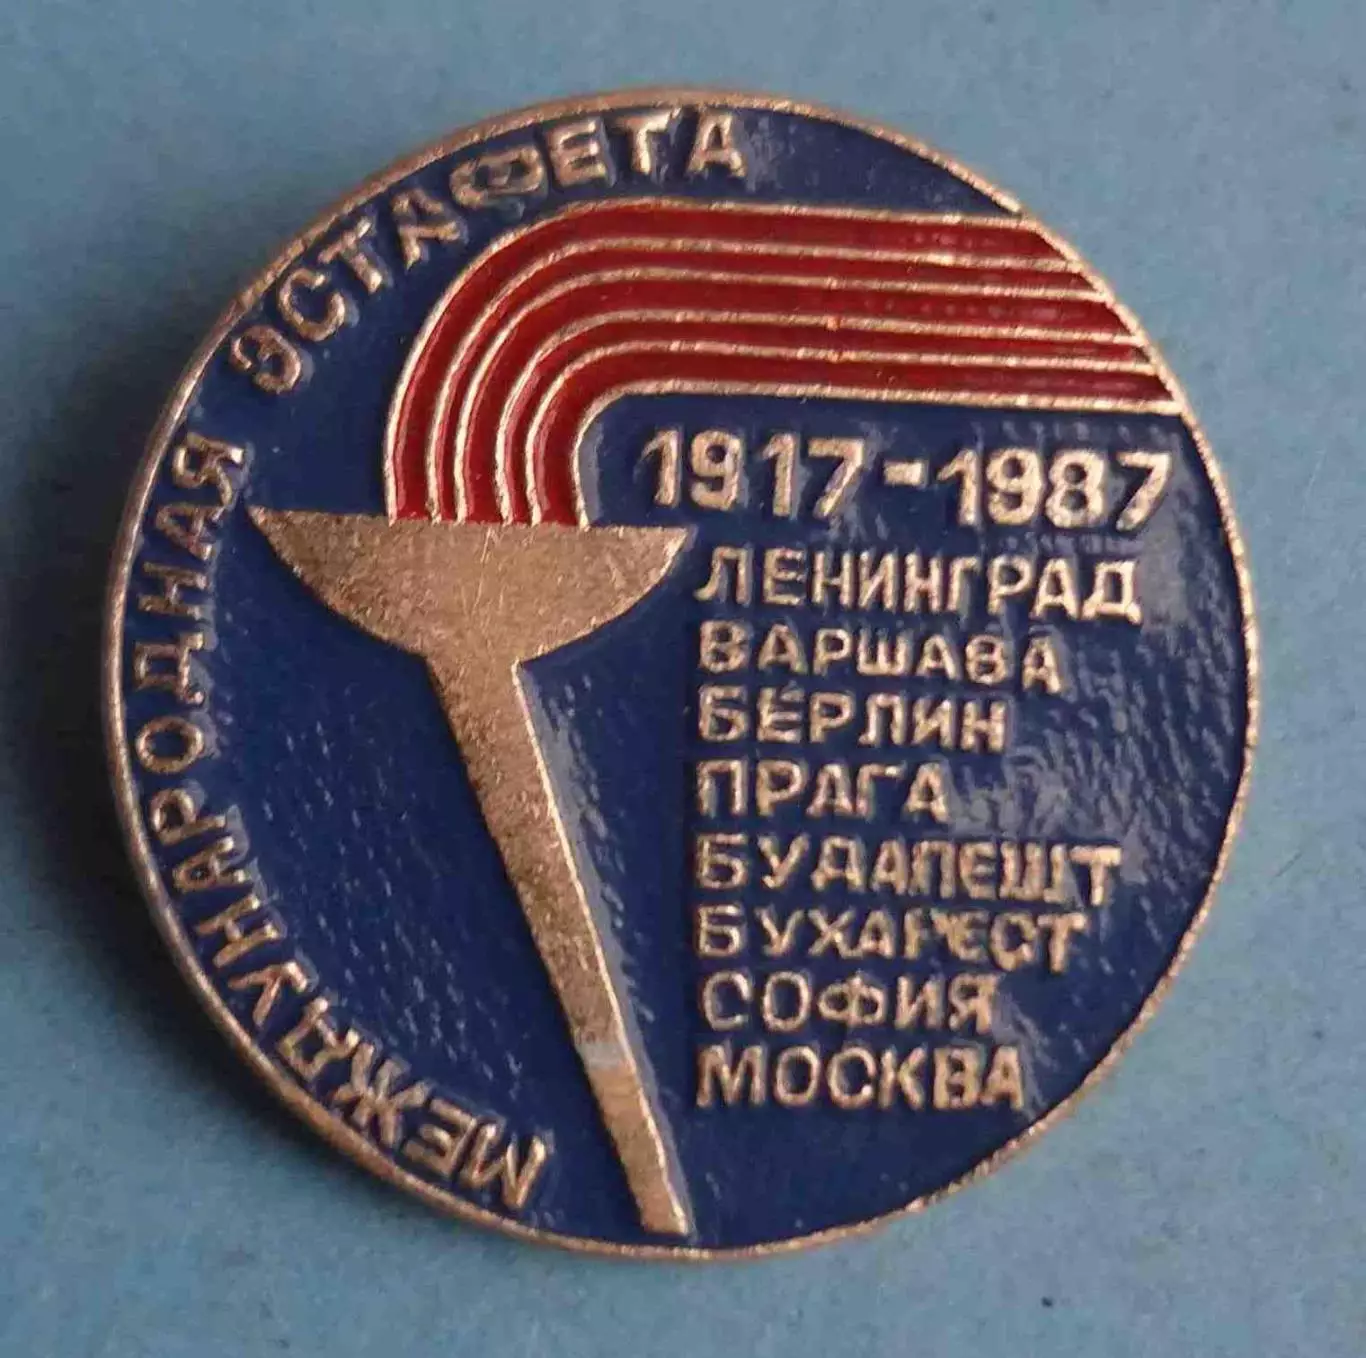 МЕЖДУНАРОДНАЯ ЭСТАФЕТА
1917-1987
ЛЕНИНГРАД
ВАРШАВА
БЕРЛИН
ПРАГА
БУДАПЕШТ
БУХАРЕСТ
СОФИЯ
МОСКВА